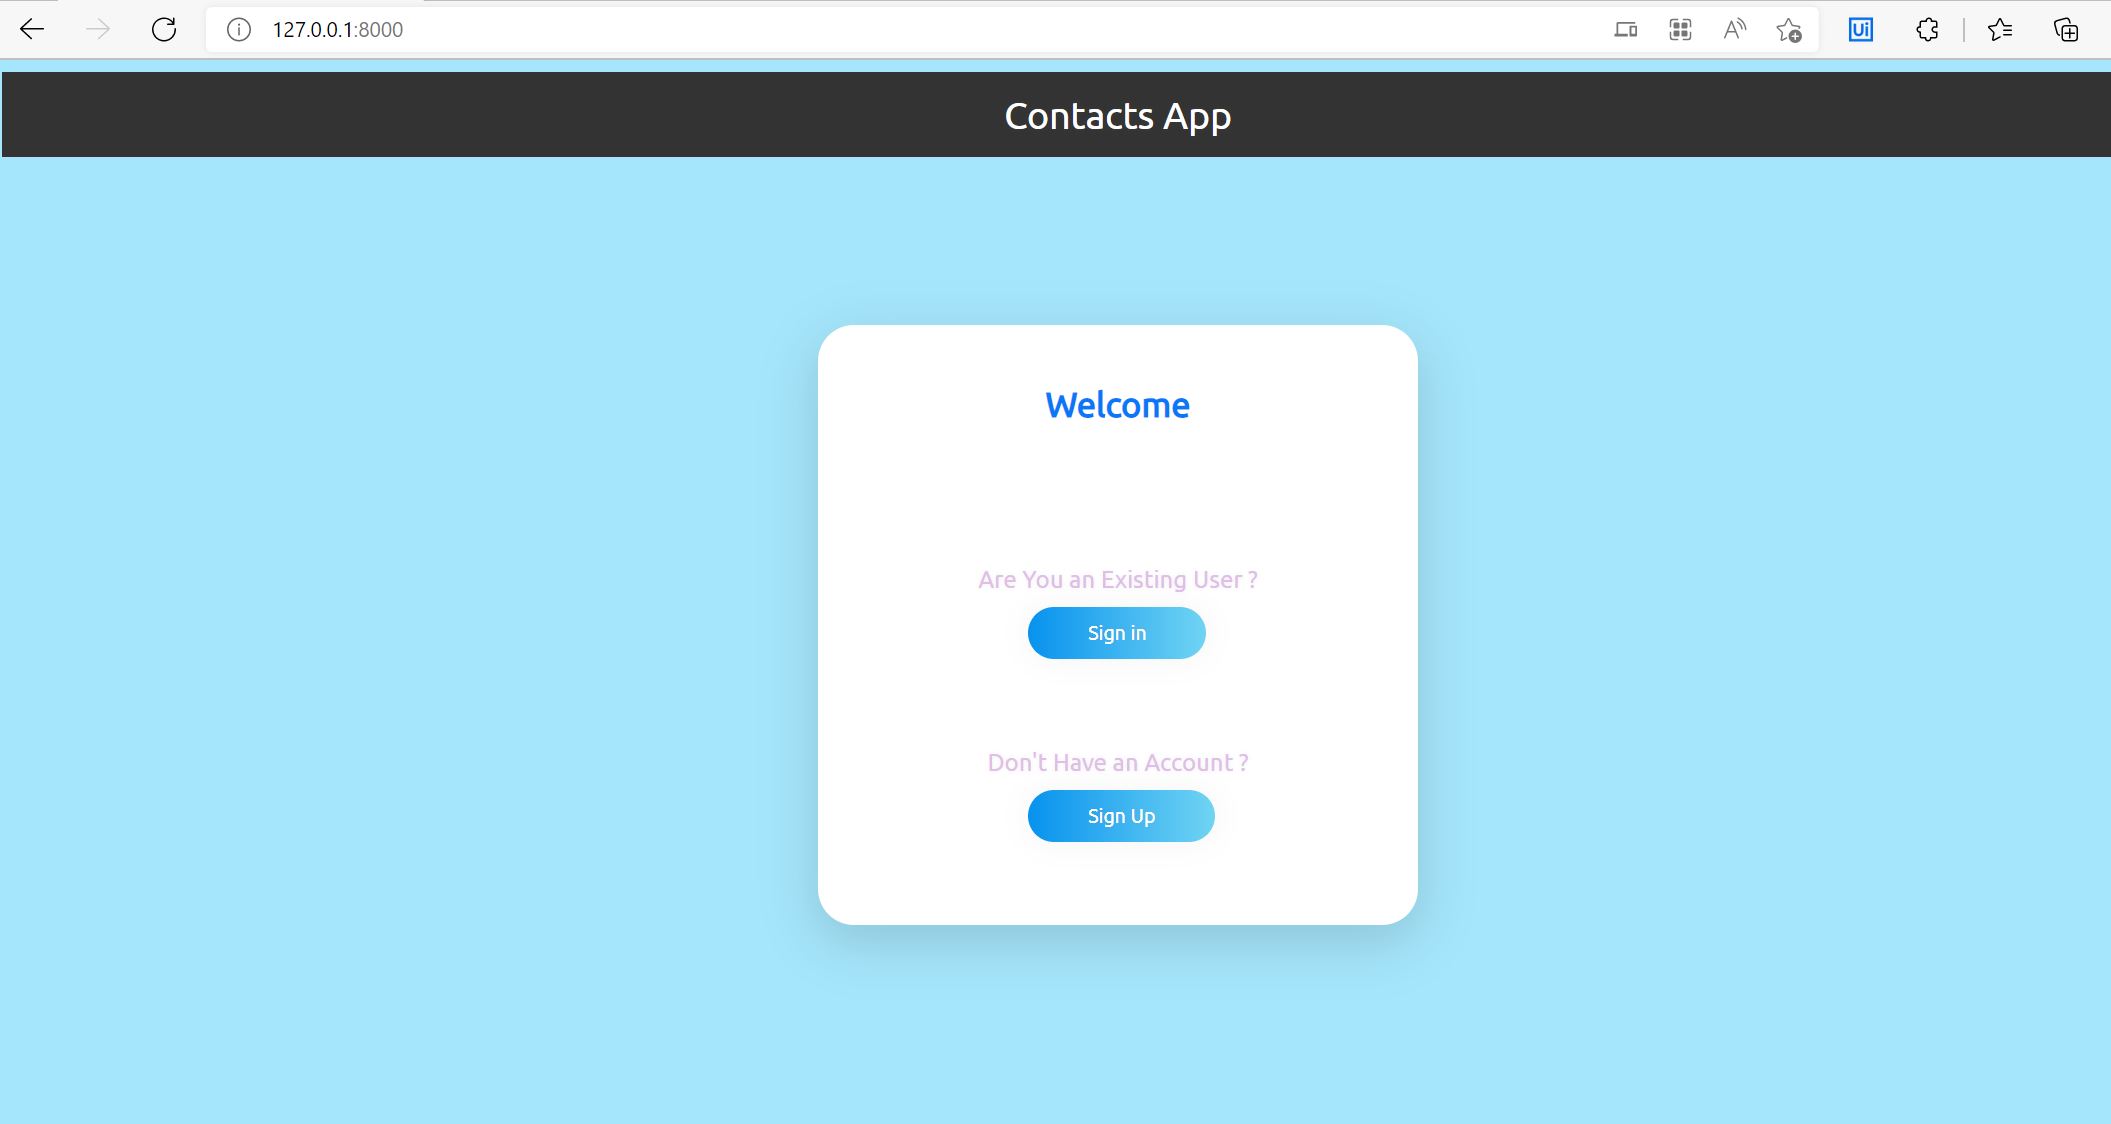 127.0.0.1:8000
Ui
Contacts App
Welcome
Are You an Existing User ?
Sign in
Don't Have an Account ?
Sign Up